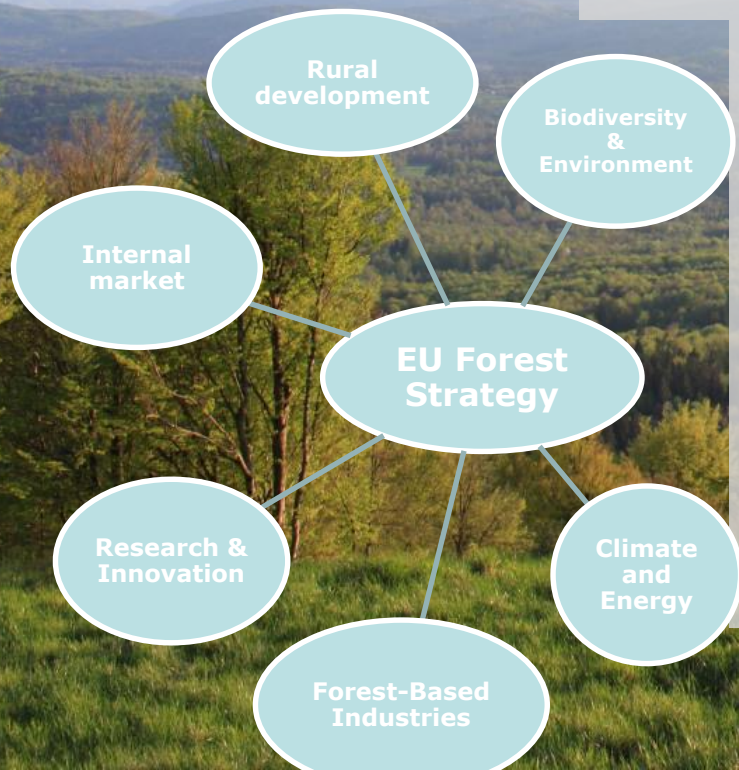 Rural
development
Biodiversity
&
Environment
Internal
market
EU Forest
Strategy
Research &
Innovation
Climate
and
Energy
Forest-Based
Industries